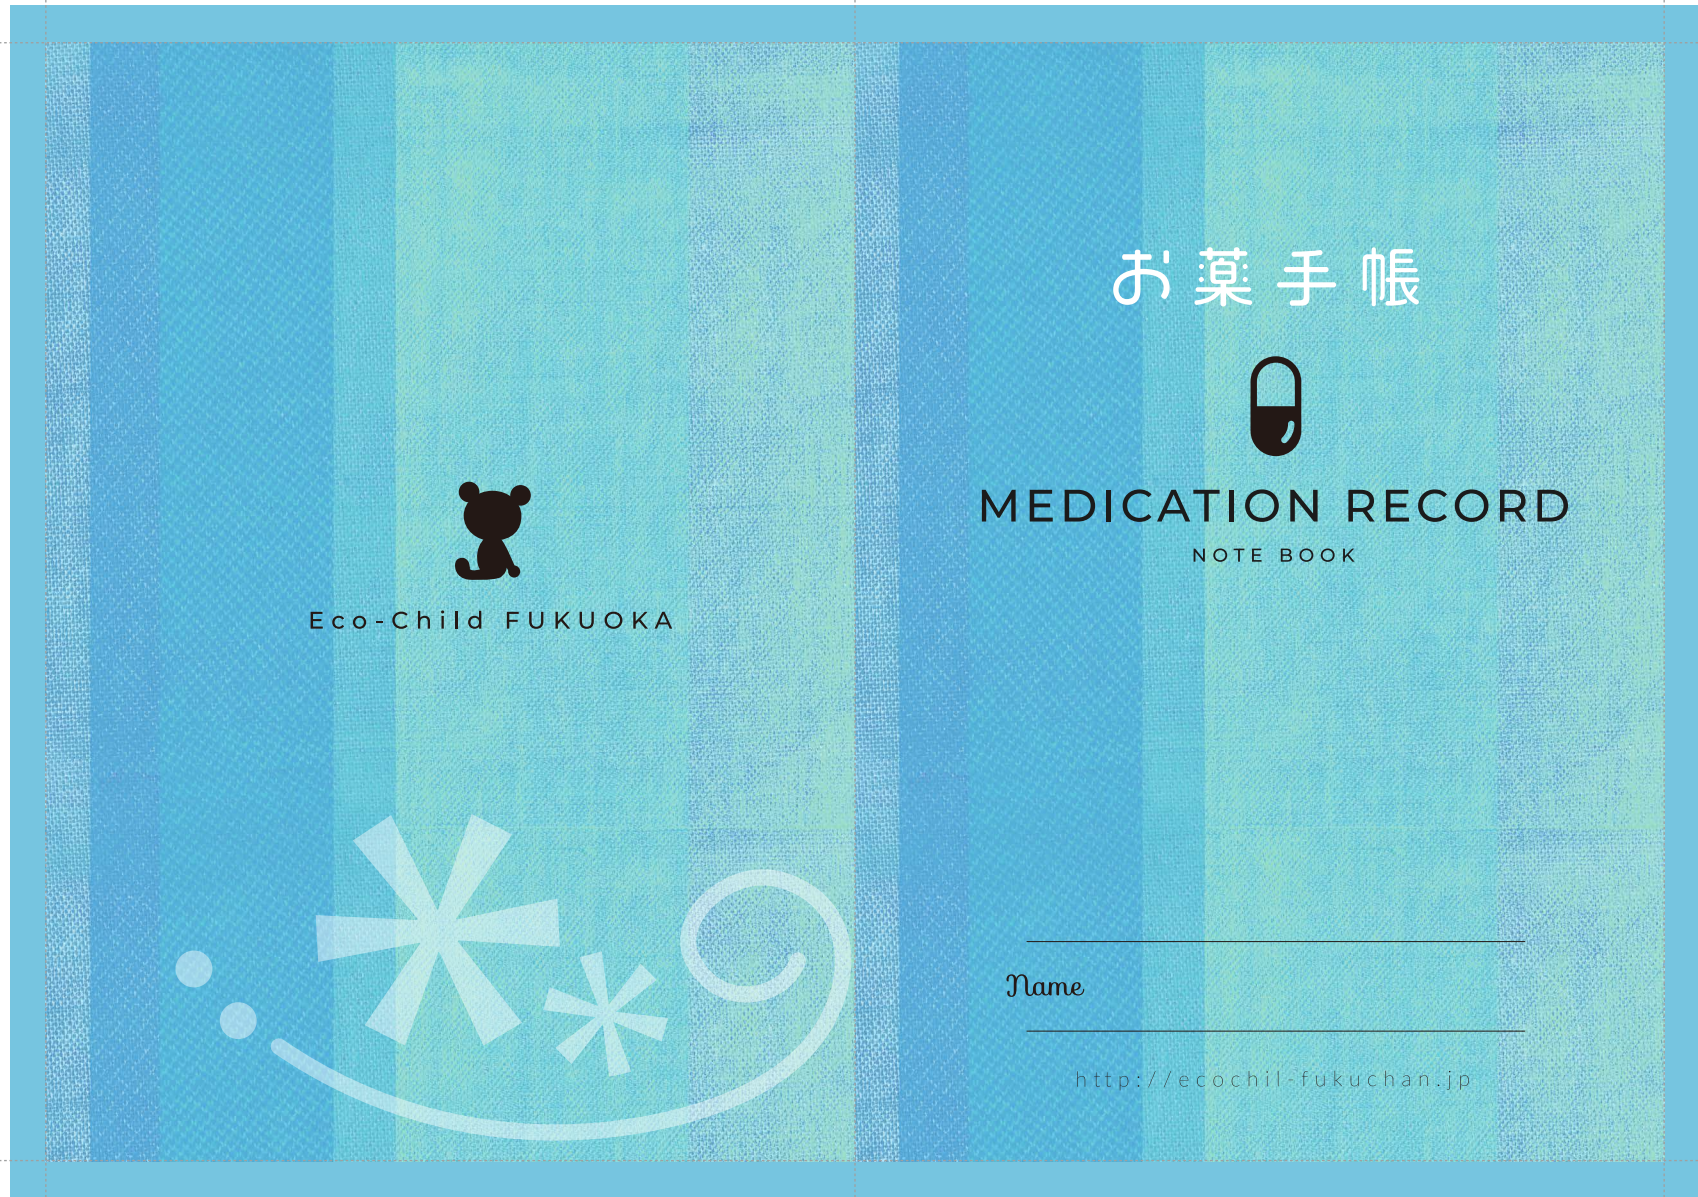 Eco-Child FUKUOKA
お薬手帳
MEDICATION RECORD
NOTE BOOK
Name
http://ecochil-fukuchan.jp